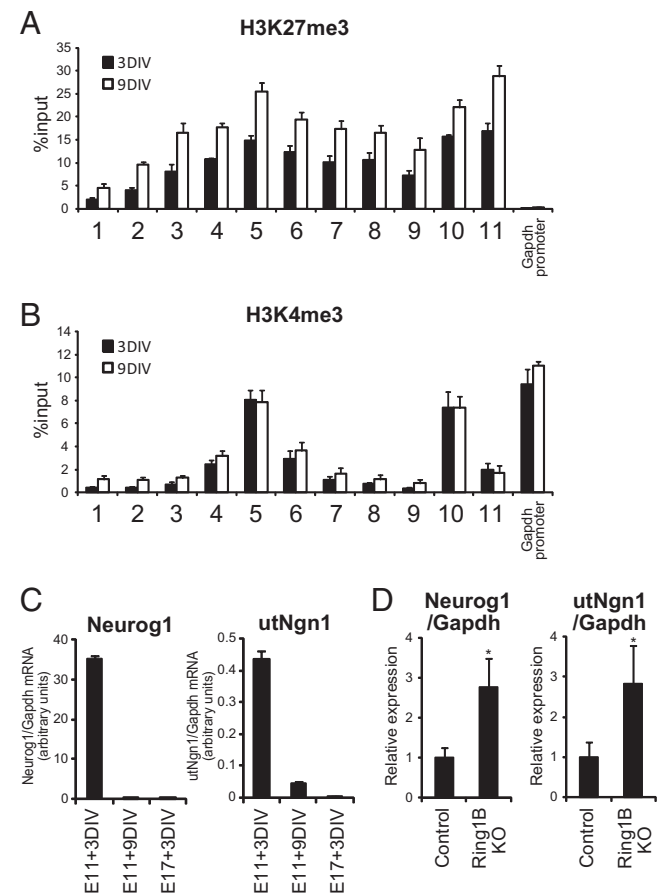 A
H3K27me3
35
30
25
20
15
10
5
0
%input
3DIV
9DIV
1 2 3 4 5 6 7 8 9 10 11 Gapdh promoter
B
H3K4me3
14
12
10
8
6
4
2
0
%input
3DIV
9DIV
1 2 3 4 5 6 7 8 9 10 11 Gapdh promoter
C
Neurog1
Neurog1/Gapdh mRNA
(arbitrary units)
40
30
20
10
0
E11+3DIV
E11+9DIV
E17+3DIV
utNgn1
utNgn1/Gapdh mRNA
(arbitrary units)
0.5
0.4
0.3
0.2
0.1
0
E11+3DIV
E11+9DIV
E17+3DIV
D
Neurog1
/Gapdh
Relative expression
4
3
2
1
0
*
Control
Ring1B
KO
utNgn1
/Gapdh
Relative expression
4
3
2
1
0
*
Control
Ring1B
KO